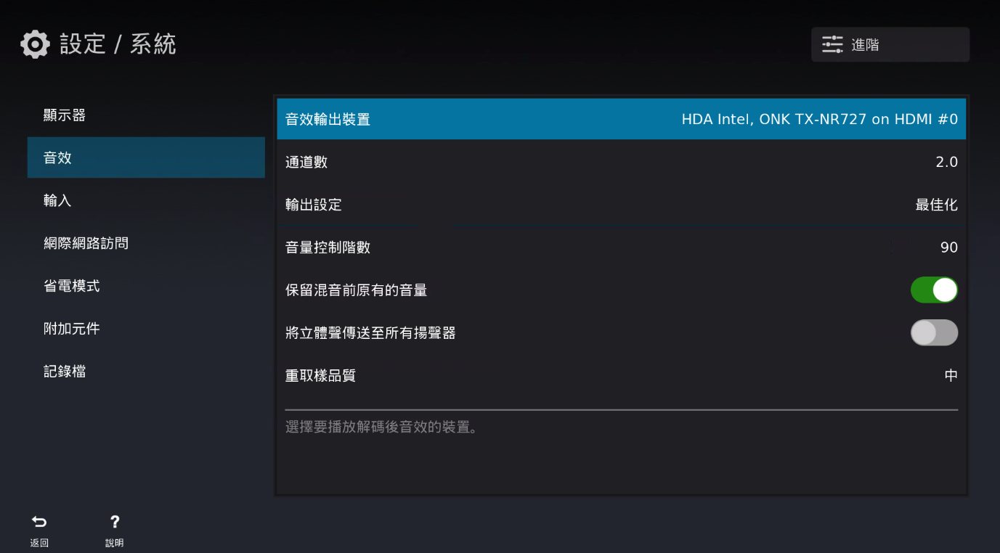 設定 / 系統
進階
顯示器
音效
輸入
網際網路訪問
省電模式
附加元件
記錄檔
音效輸出裝置 HDA Intel, ONK TX-NR727 on HDMI #0
通道數 2.0
輸出設定 最佳化
音量控制階數 90
保留混音前原有的音量
將立體聲傳送至所有揚聲器
重取樣品質 中
選擇要播放解碼後音效的裝置。
返回
說明